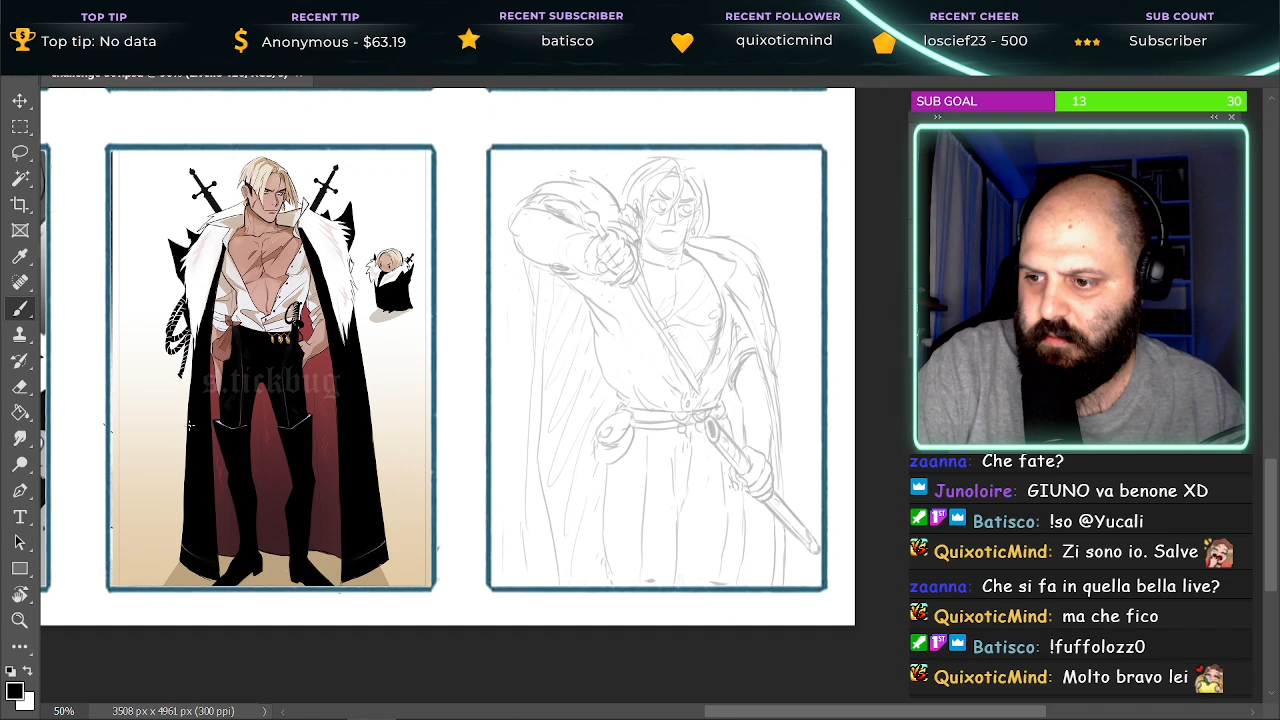 TOP TIP
Top tip: No data
RECENT TIP
Anonymous - $63.19
RECENT SUBSCRIBER
batisco
RECENT FOLLOWER
quixoticmind
RECENT CHEER
loscief23 - 500
SUB COUNT
Subscriber
SUB GOAL
13
30
s.tickbug
zaanna: Che fate?
Junoloire: GIUNO va benone XD
Batisco: !so @Yucali
QuixoticMind: Zi sono io. Salve
zaanna: Che si fa in quella bella live?
QuixoticMind: ma che fico
Batisco: !fuffolozz0
QuixoticMind: Molto bravo lei
50%
3508 px x 4961 px (300 ppi)